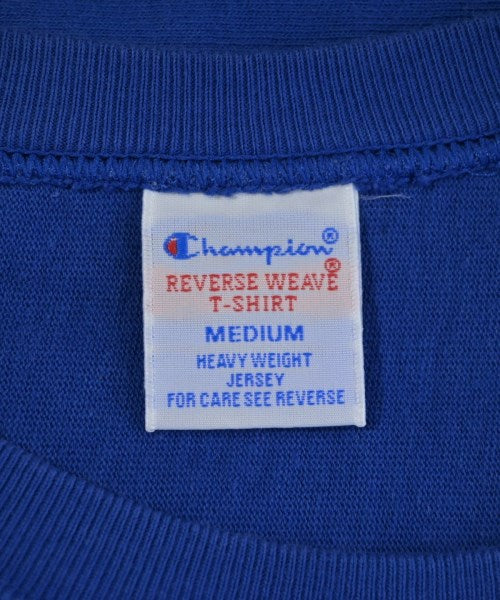 Champion®
REVERSE WEAVE®
T-SHIRT
MEDIUM
HEAVY WEIGHT
JERSEY
FOR CARE SEE REVERSE